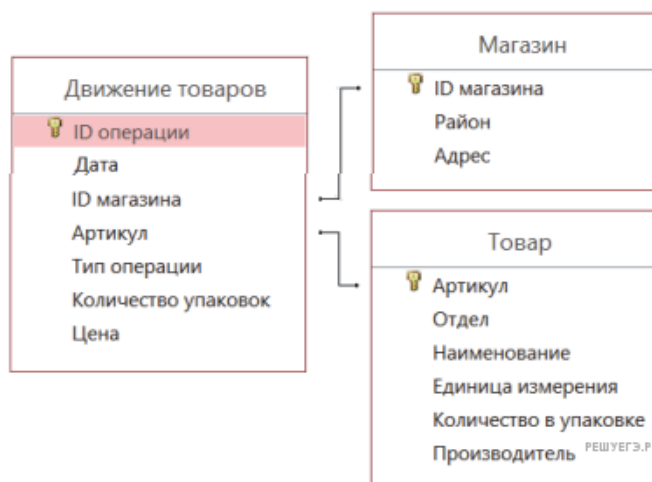 Движение товаров
ID операции
Дата
ID магазина
Артикул
Тип операции
Количество упаковок
Цена
Магазин
ID магазина
Район
Адрес
Товар
Артикул
Отдел
Наименование
Единица измерения
Количество в упаковке
Производитель
РЕШУЕГЭ.Р